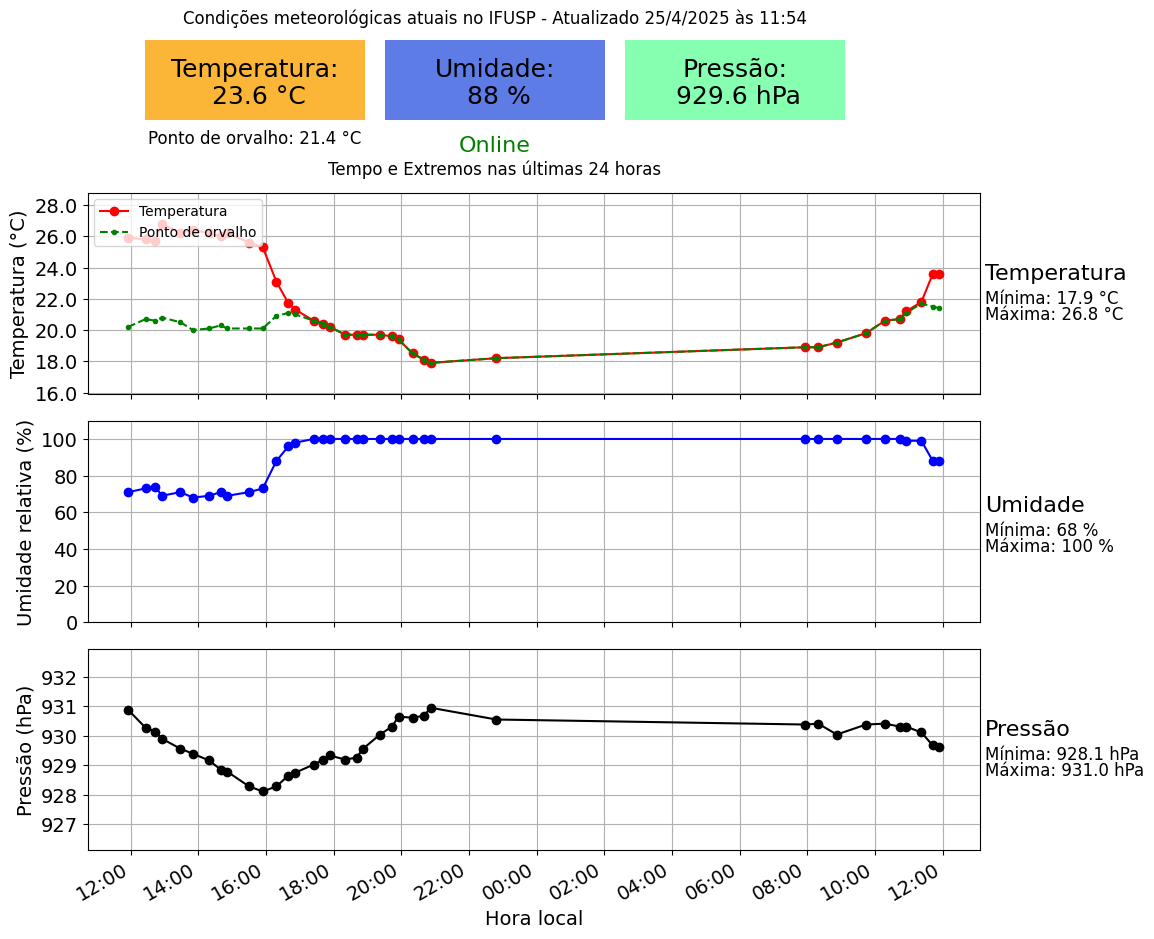 Condições meteorológicas atuais no IFUSP - Atualizado 25/4/2025 às 11:54
Temperatura:
23.6 °C
Umidade:
88 %
Pressão:
929.6 hPa
Ponto de orvalho: 21.4 °C
Online
Tempo e Extremos nas últimas 24 horas
Temperatura (°C)
28.0
26.0
24.0
22.0
20.0
18.0
16.0
Temperatura
Ponto de orvalho
Temperatura
Mínima: 17.9 °C
Máxima: 26.8 °C
Umidade relativa (%)
100
80
60
40
20
0
Umidade
Mínima: 68 %
Máxima: 100 %
Pressão (hPa)
932
931
930
929
928
927
Pressão
Mínima: 928.1 hPa
Máxima: 931.0 hPa
12:00 14:00 16:00 18:00 20:00 22:00 00:00 02:00 04:00 06:00 08:00 10:00 12:00
Hora local